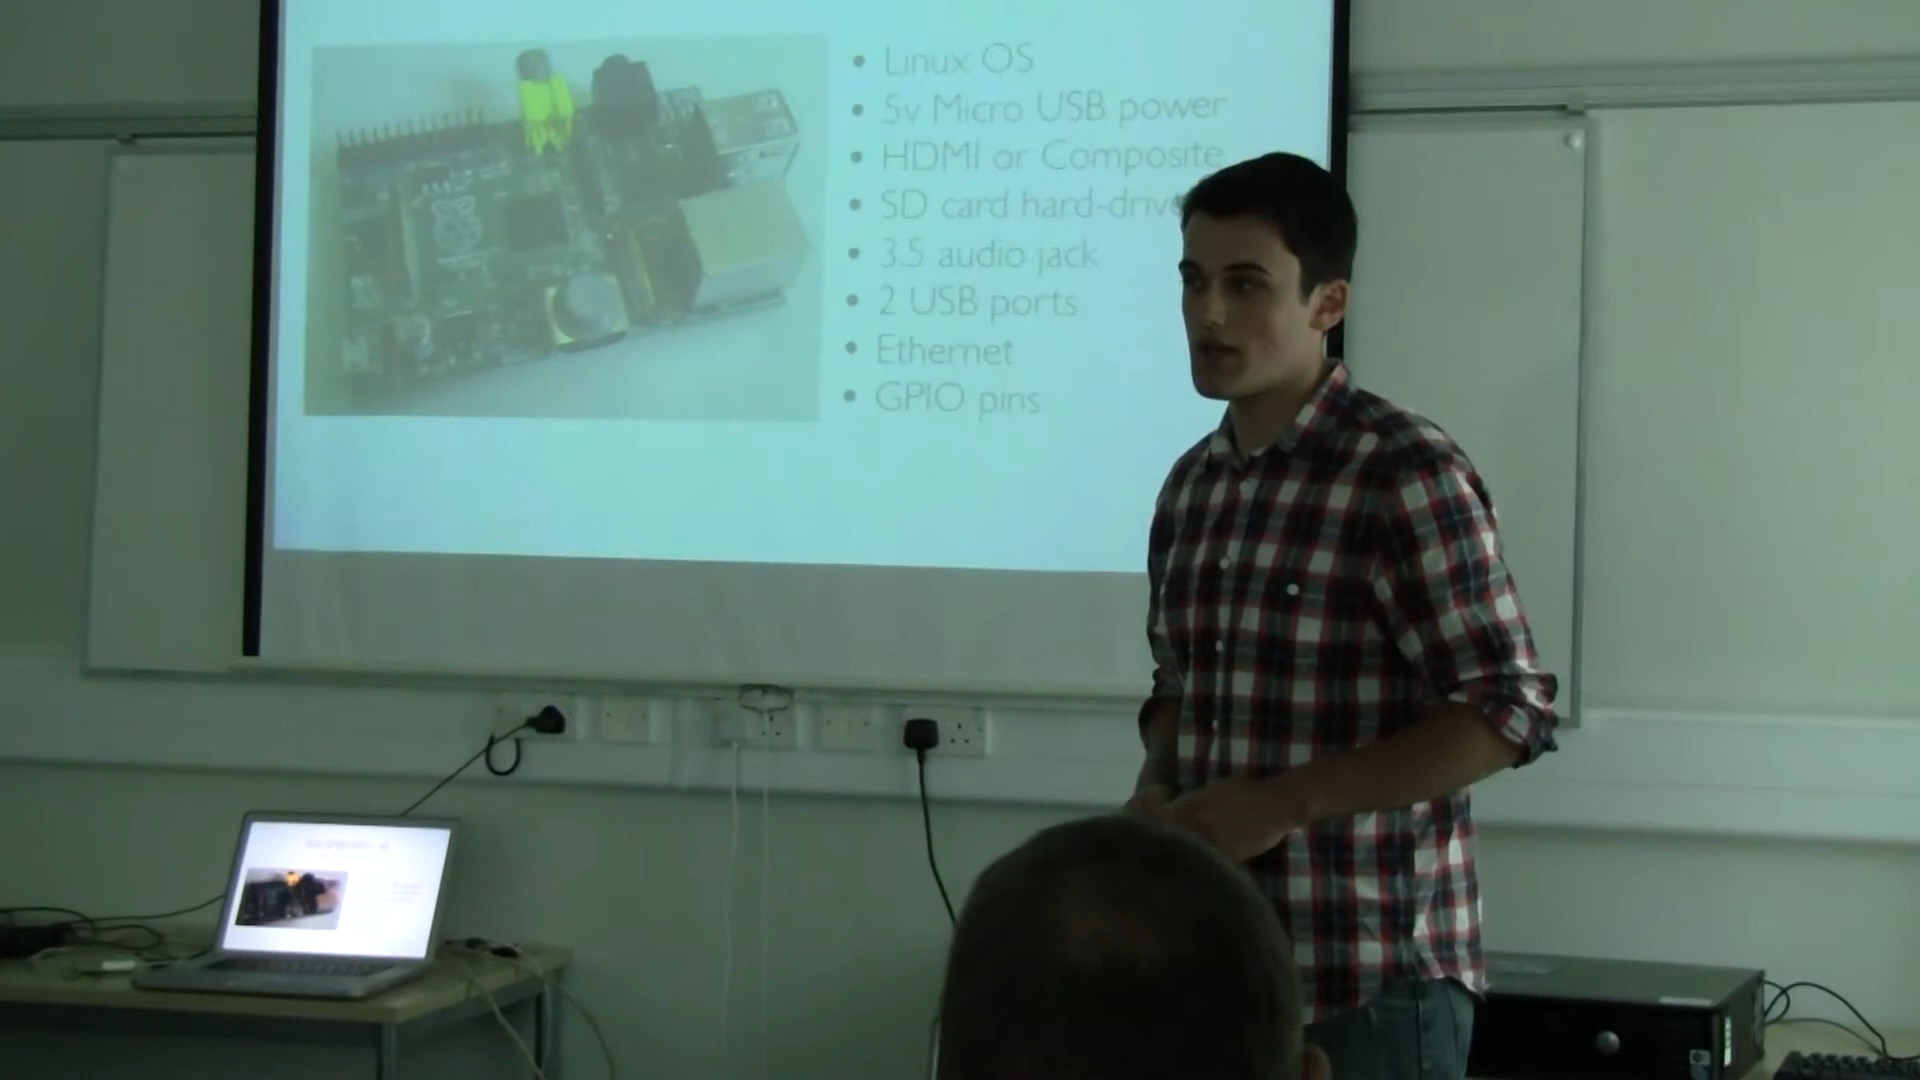 Linux OS
5v Micro USB power
HDMI or Composite
SD card hard-drive
3.5 audio jack
2 USB ports
Ethernet
GPIO pins